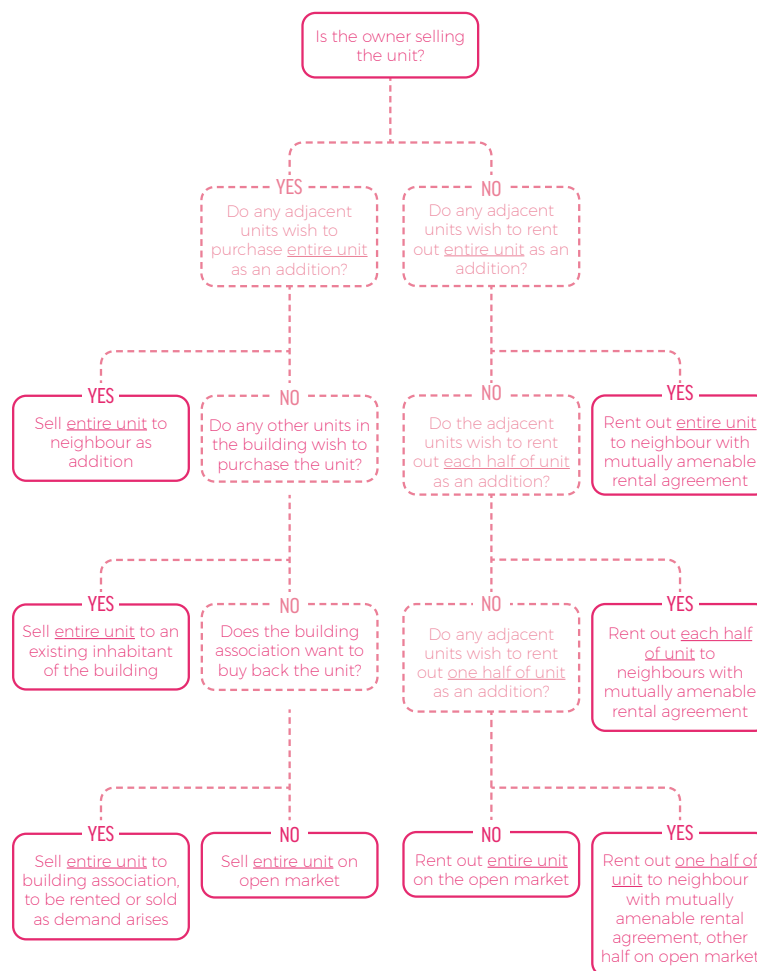 Is the owner selling
the unit?
YES
Do any adjacent
units wish to
purchase entire unit
as an addition?
NO
Do any adjacent
units wish to rent
out entire unit as an
addition?
YES
Sell entire unit to
neighbour as
addition
NO
Do any other units in
the building wish to
purchase the unit?
NO
Do the adjacent
units wish to rent
out each half of unit
as an addition?
YES
Rent out entire unit
to neighbour with
mutually amenable
rental agreement
YES
Sell entire unit to an
existing inhabitant
of the building
NO
Does the building
association want to
buy back the unit?
NO
Do any adjacent
units wish to rent
out one half of unit
as an addition?
YES
Rent out each half
of unit to
neighbours with
mutually amenable
rental agreement
YES
Sell entire unit to
building association,
to be rented or sold
as demand arises
NO
Sell entire unit on
open market
NO
Rent out entire unit
on the open market
YES
Rent out one half of
unit to neighbour
with mutually
amenable rental
agreement, other
half on open market